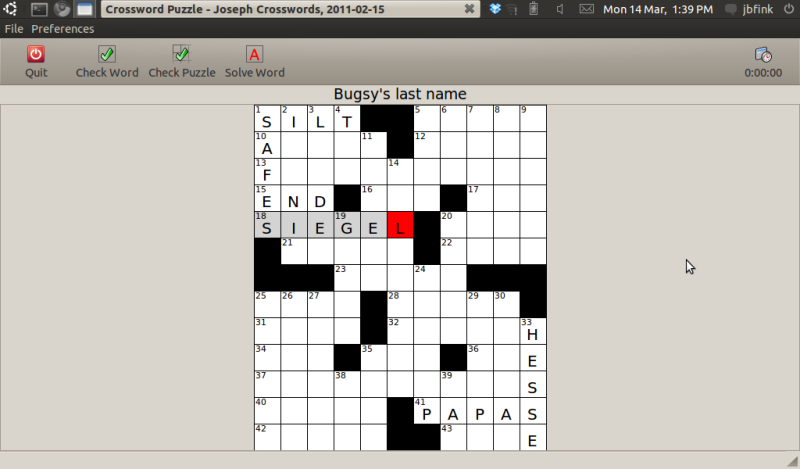 Crossword Puzzle - Joseph Crosswords, 2011-02-15
Mon 14 Mar, 1:39 PM
jbfink
File Preferences
Quit
Check Word
Check Puzzle
Solve Word
0:00:00
Bugsy's last name
1 2 3 4 5 6 7 8 9
S I L T
10 11 12
A
13 14
F
15 16 17
E N D
18 19 20
S I E G E L
21 22
23 24
25 26 27 28 29 30
31 32 33
H
34 35 36
E
37 38 39
S
40 41
P A P A S
42 43
E